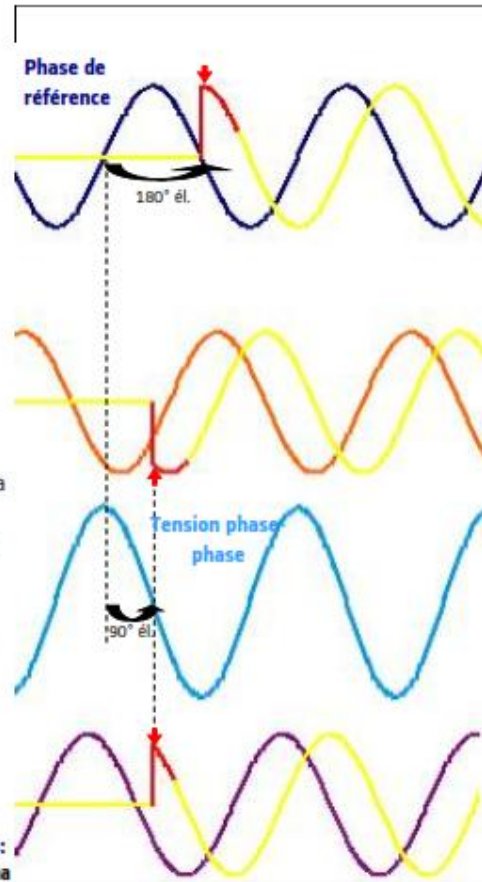 Phase de
référence
180° él.
a
Tension phase-
phase
90° él.
:
a